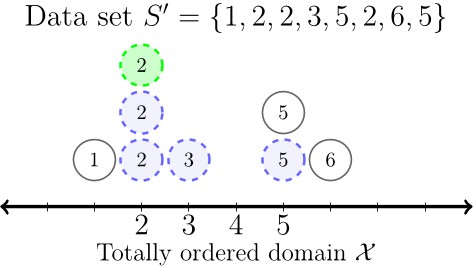 Data set S′ = {1, 2, 2, 3, 5, 2, 6, 5}
2
2 5
1 2 3 5 6
2 3 4 5
Totally ordered domain 𝒳